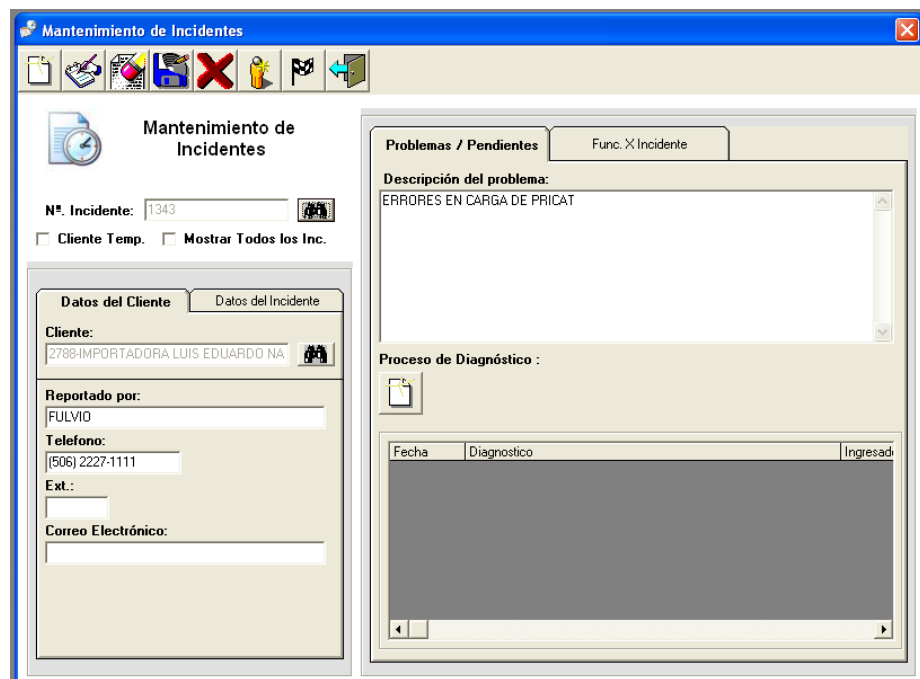 Mantenimiento de Incidentes
Mantenimiento de
Incidentes
Nª. Incidente: 1343
Cliente Temp. Mostrar Todos los Inc.
Datos del Cliente Datos del Incidente
Cliente:
2788-IMPORTADORA LUIS EDUARDO NA
Reportado por:
FULVIO
Telefono:
(506) 2227-1111
Ext.:
Correo Electrónico:
Problemas / Pendientes Func. X Incidente
Descripción del problema:
ERRORES EN CARGA DE PRICAT
Proceso de Diagnóstico :
Fecha Diagnostico Ingresado